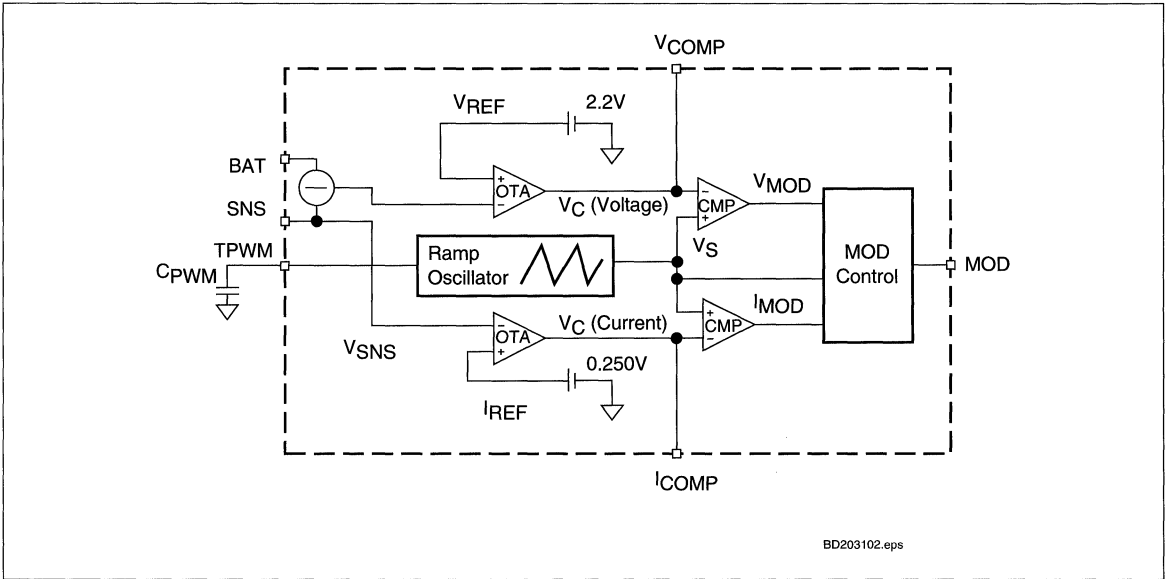 VCOMP
VREF
2.2V
BAT
SNS
TPWM
CPWM
OTA
+
−
VC (Voltage)
−
CMP
+
VMOD
Ramp
Oscillator
VS
MOD
Control
MOD
VSNS
−
OTA
+
VC (Current)
+
CMP
−
IMOD
0.250V
IREF
ICOMP
BD203102.eps